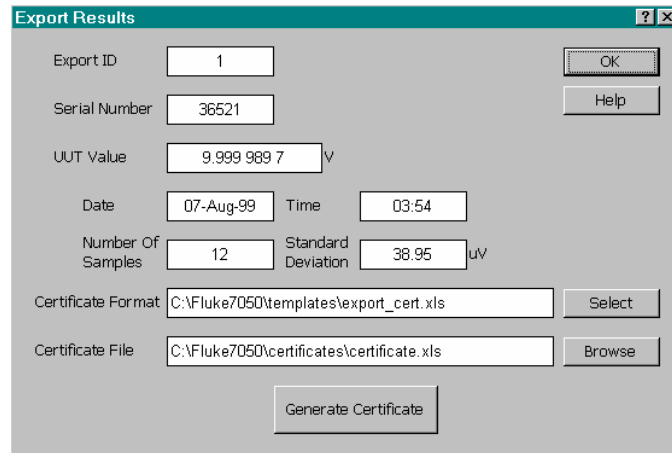 Export Results
? X
Export ID 1
OK
Serial Number 36521
Help
UUT Value 9.999 989 7 V
Date 07-Aug-99 Time 03:54
Number Of
Samples 12 Standard
Deviation 38.95 uV
Certificate Format C:\Fluke7050\templates\export_cert.xls Select
Certificate File C:\Fluke7050\certificates\certificate.xls Browse
Generate Certificate